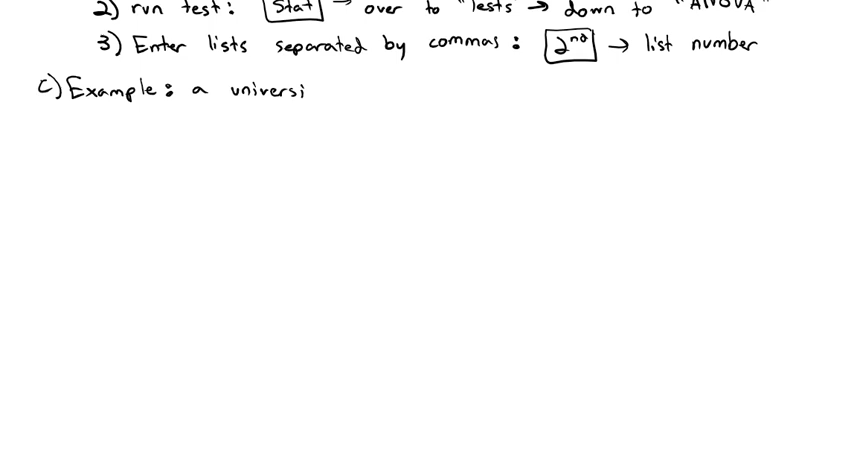 2) run test: Stat → over to "Tests → down to "ANOVA"
3) Enter lists separated by commas: 2nd → list number
C) Example: a universi